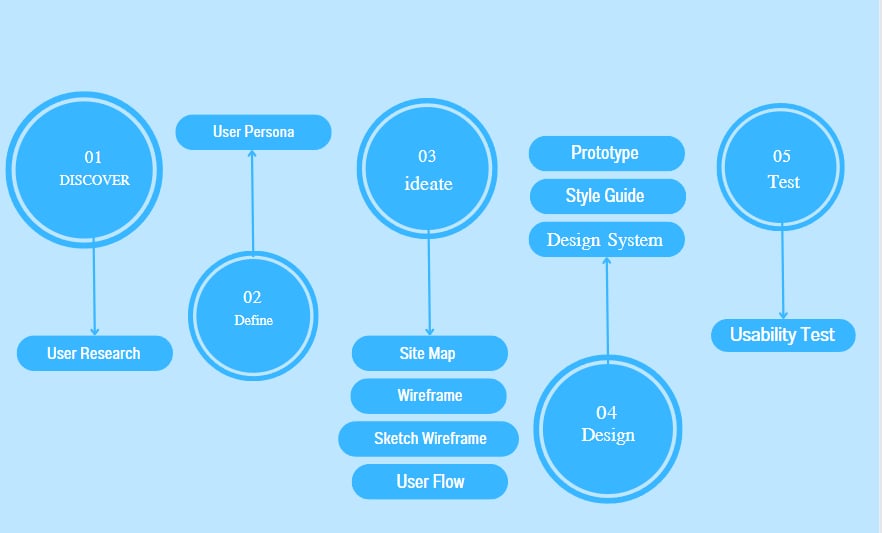 01
DISCOVER
User Research
User Persona
02
Define
03
ideate
Site Map
Wireframe
Sketch Wireframe
User Flow
Prototype
Style Guide
Design System
04
Design
05
Test
Usability Test